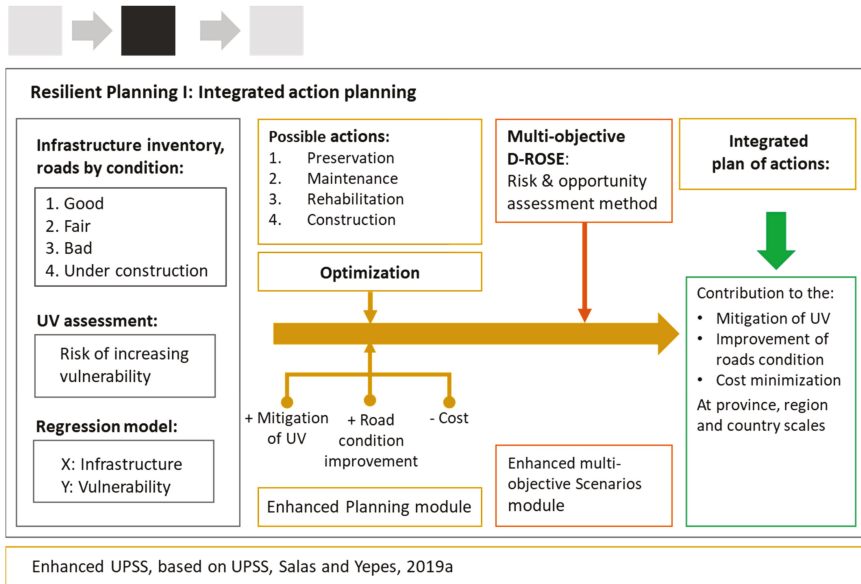 Resilient Planning I: Integrated action planning
Infrastructure inventory,
roads by condition:
1. Good
2. Fair
3. Bad
4. Under construction
UV assessment:
Risk of increasing
vulnerability
Regression model:
X: Infrastructure
Y: Vulnerability
Possible actions:
1. Preservation
2. Maintenance
3. Rehabilitation
4. Construction
Optimization
+ Mitigation
of UV
+ Road
condition
improvement
- Cost
Enhanced Planning module
Multi-objective
D-ROSE:
Risk & opportunity
assessment method
Enhanced multi-
objective Scenarios
module
Integrated
plan of actions:
Contribution to the:
• Mitigation of UV
• Improvement of
roads condition
• Cost minimization
At province, region
and country scales
Enhanced UPSS, based on UPSS, Salas and Yepes, 2019a